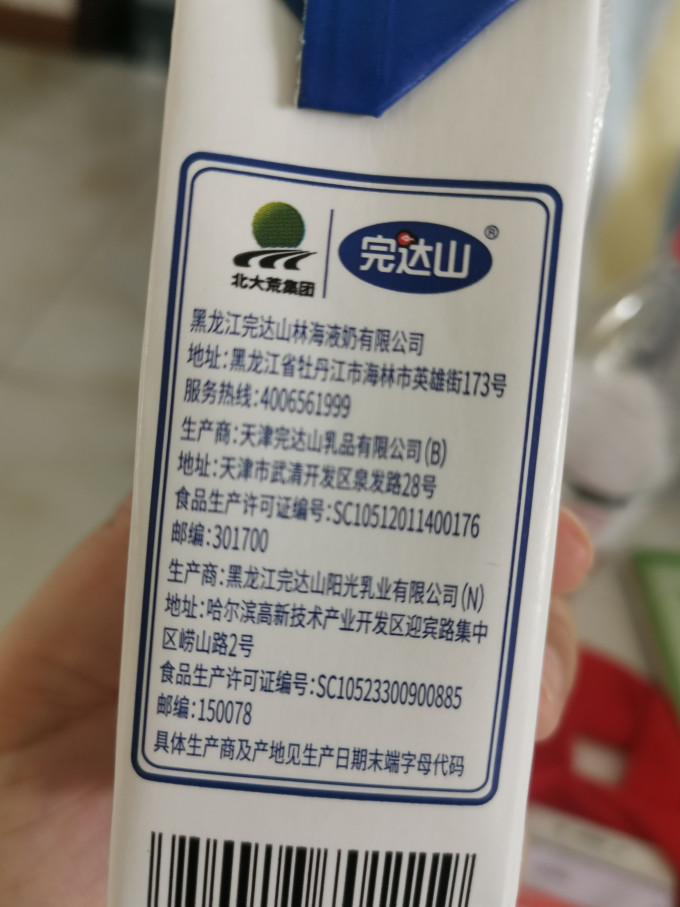 北大荒集团
完达山®
黑龙江完达山林海液奶有限公司
地址:黑龙江省牡丹江市海林市英雄街173号
服务热线:4006561999
生产商:天津完达山乳品有限公司(B)
地址:天津市武清开发区泉发路28号
食品生产许可证编号:SC10512011400176
邮编:301700
生产商:黑龙江完达山阳光乳业有限公司(N)
地址:哈尔滨高新技术产业开发区迎宾路集中
区崂山路2号
食品生产许可证编号:SC10523300900885
邮编:150078
具体生产商及产地见生产日期末端字母代码